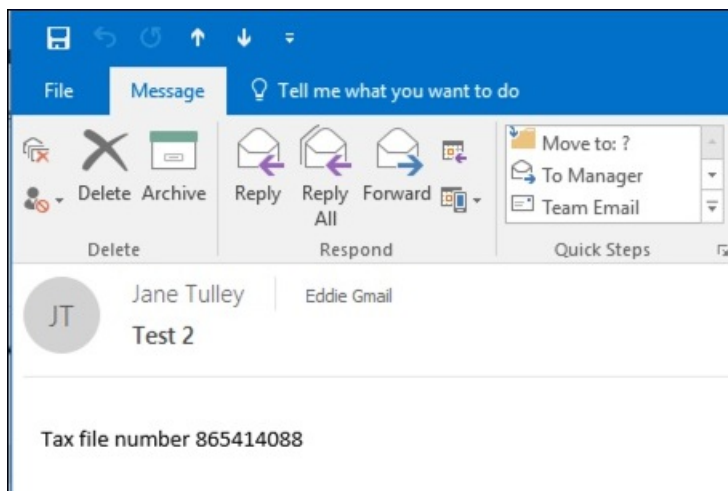 File Message Tell me what you want to do
Delete Archive Reply Reply All Forward
Move to: ?
To Manager
Team Email
Delete Respond Quick Steps
JT
Jane Tulley Eddie Gmail
Test 2
Tax file number 865414088